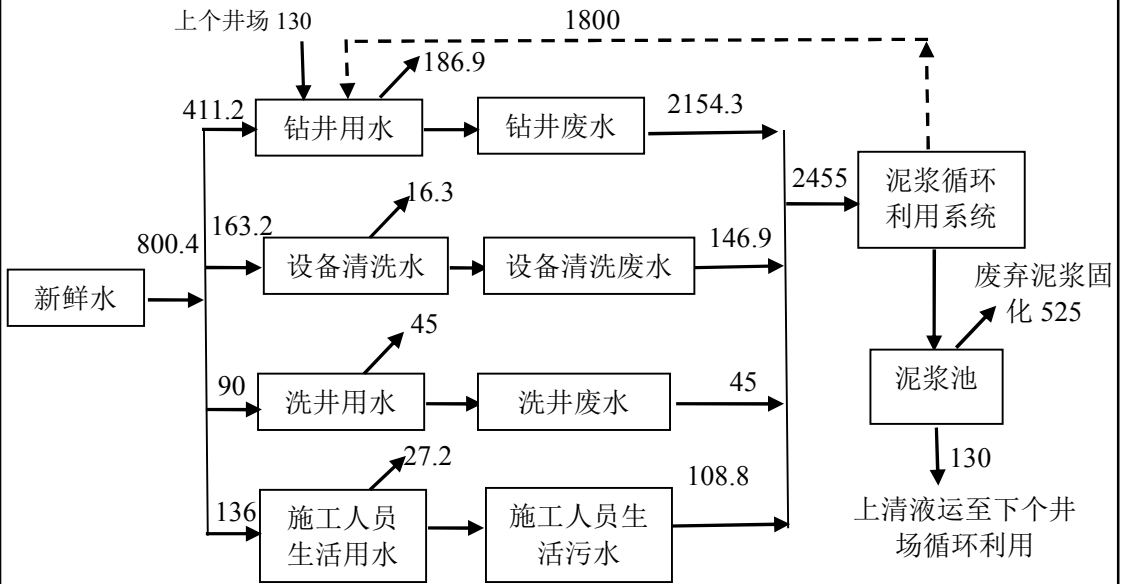 上个井场 130
1800
186.9
411.2
钻井用水
钻井废水
2154.3
2455
泥浆循环
利用系统
16.3
163.2
800.4
设备清洗水
设备清洗废水
146.9
新鲜水
废弃泥浆固
化 525
45
90
洗井用水
洗井废水
45
泥浆池
27.2
136
施工人员
生活用水
施工人员生
活污水
108.8
130
上清液运至下个井
场循环利用